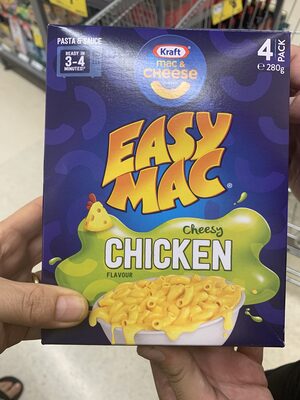 PASTA & SAUCE
READY IN
3-4
MINUTES!*
Kraft
mac &
CHEESE
4 PACK
℮ 280g
EASY
MAC®
Cheesy
CHICKEN
FLAVOUR